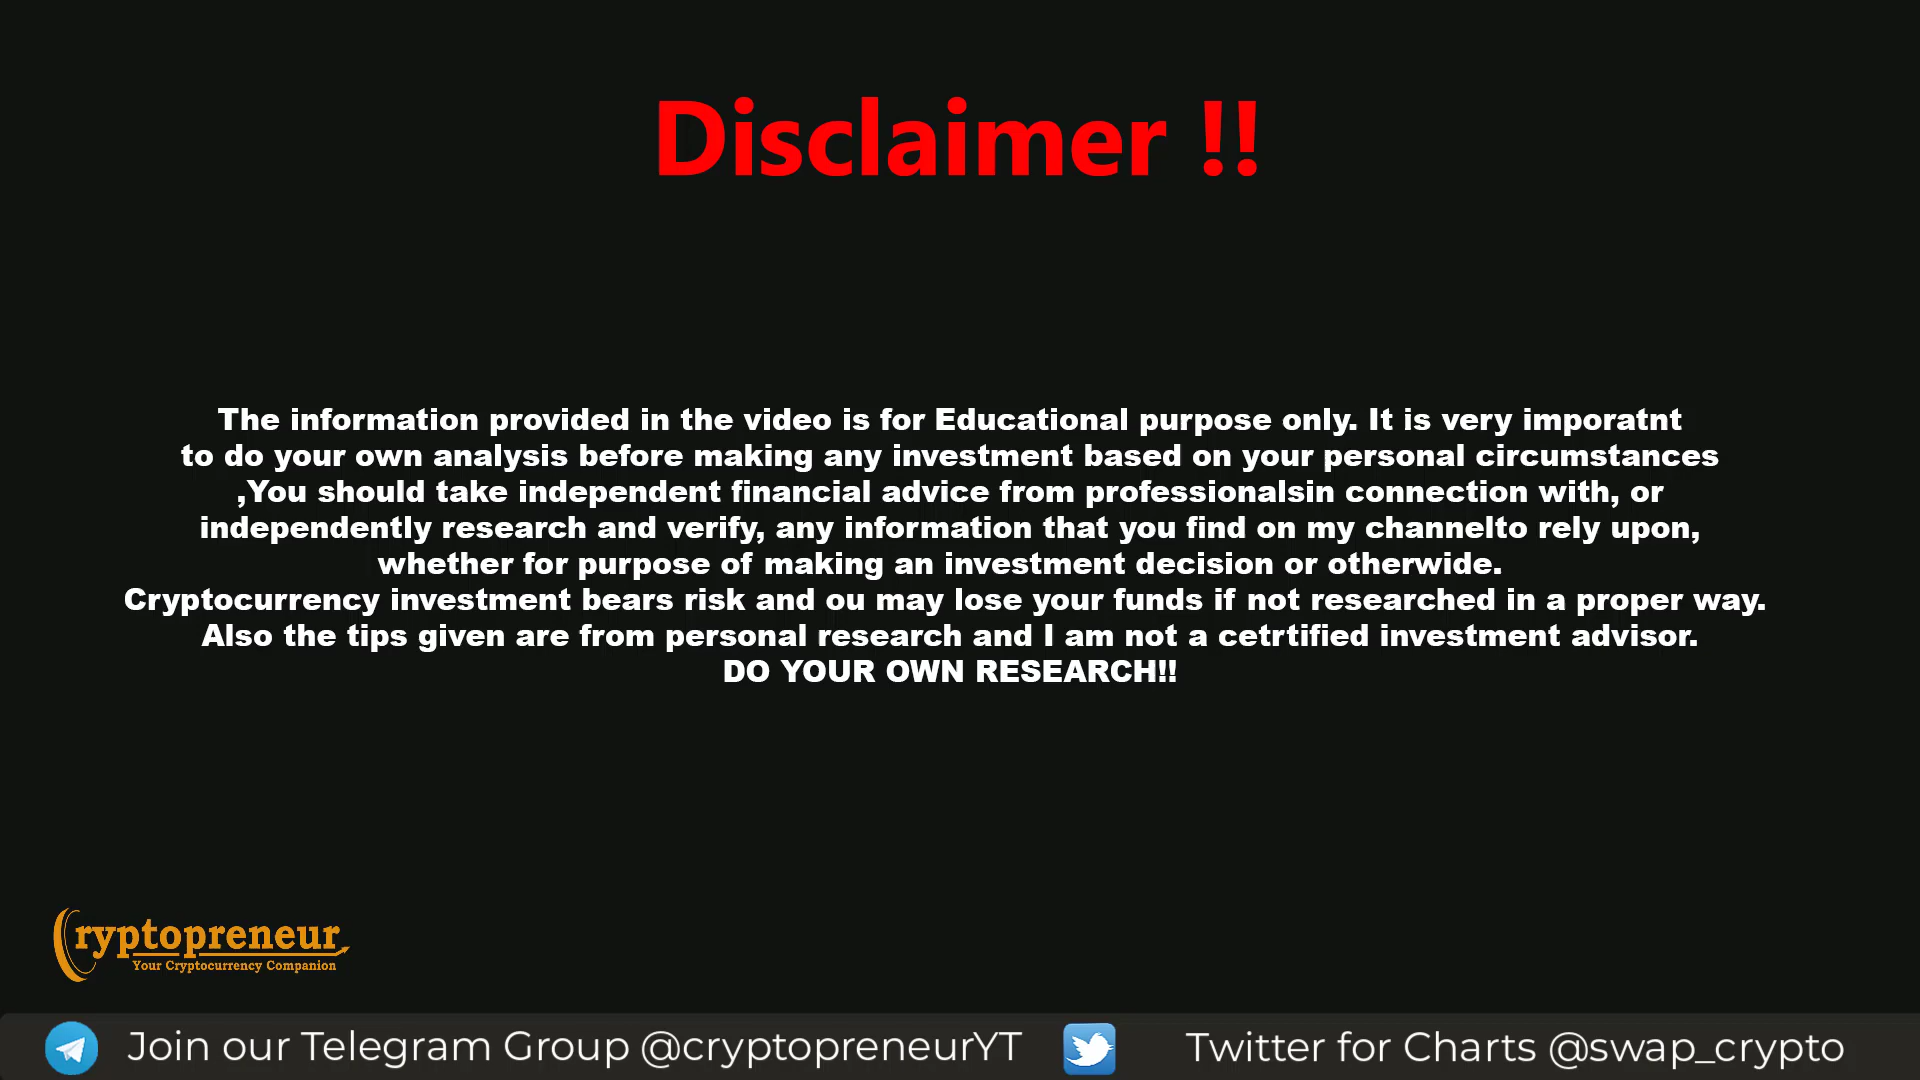 Disclaimer !!
The information provided in the video is for Educational purpose only. It is very imporatnt
to do your own analysis before making any investment based on your personal circumstances
,You should take independent financial advice from professionalsin connection with, or
independently research and verify, any information that you find on my channelto rely upon,
whether for purpose of making an investment decision or otherwide.
Cryptocurrency investment bears risk and ou may lose your funds if not researched in a proper way.
Also the tips given are from personal research and I am not a cetrtified investment advisor.
DO YOUR OWN RESEARCH!!
Cryptopreneur
Your Cryptocurrency Companion
Join our Telegram Group @cryptopreneurYT
Twitter for Charts @swap_crypto